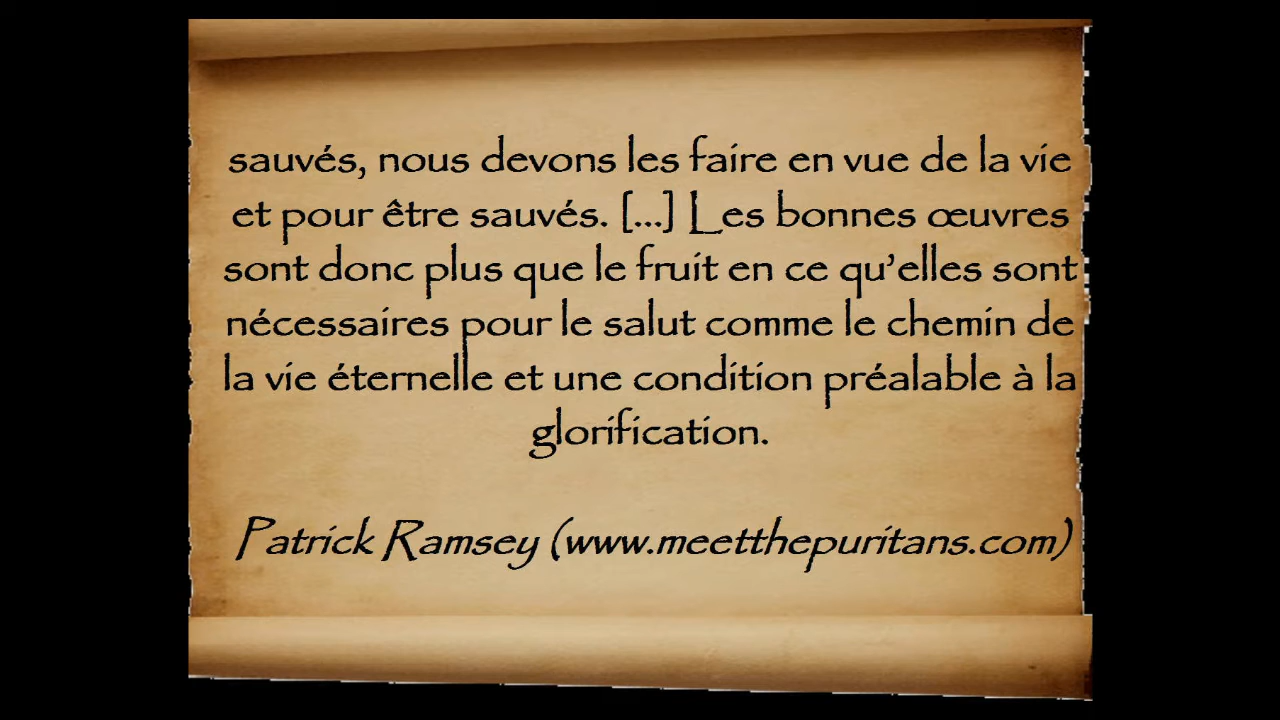 sauvés, nous devons les faire en vue de la vie
et pour être sauvés. [...] Les bonnes œuvres
sont donc plus que le fruit en ce qu’elles sont
nécessaires pour le salut comme le chemin de
la vie éternelle et une condition préalable à la
glorification.
Patrick Ramsey (www.meetthepuritans.com)